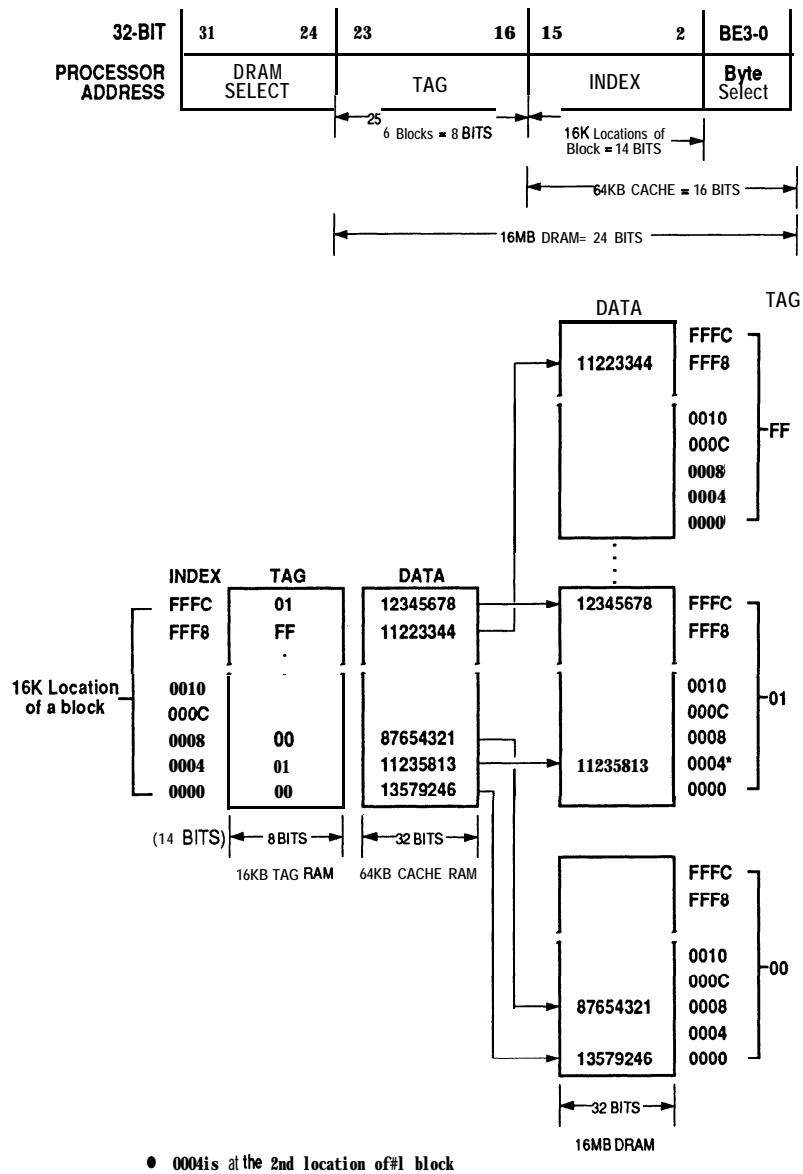 32-BIT 31 24 23 16 15 2 BE3-0
PROCESSOR ADDRESS DRAM SELECT TAG INDEX Byte Select
25
6 Blocks = 8 BITS
16K Locations of
Block = 14 BITS
64KB CACHE = 16 BITS
16MB DRAM= 24 BITS
DATA TAG
FFFC
11223344 FFF8
0010
000C
0008
0004
0000
FF
INDEX TAG DATA
FFFC 01 12345678
FFF8 FF 11223344
16K Location
of a block
0010
000C
0008 00 87654321
0004 01 11235813
0000 00 13579246
(14 BITS) 8 BITS 32 BITS
16KB TAG RAM 64KB CACHE RAM
12345678 FFFC
FFF8
0010
000C
0008
11235813 0004*
0000
01
FFFC
FFF8
0010
000C
87654321 0008
0004
13579246 0000
00
32 BITS
16MB DRAM
● 0004is at the 2nd location of#l block